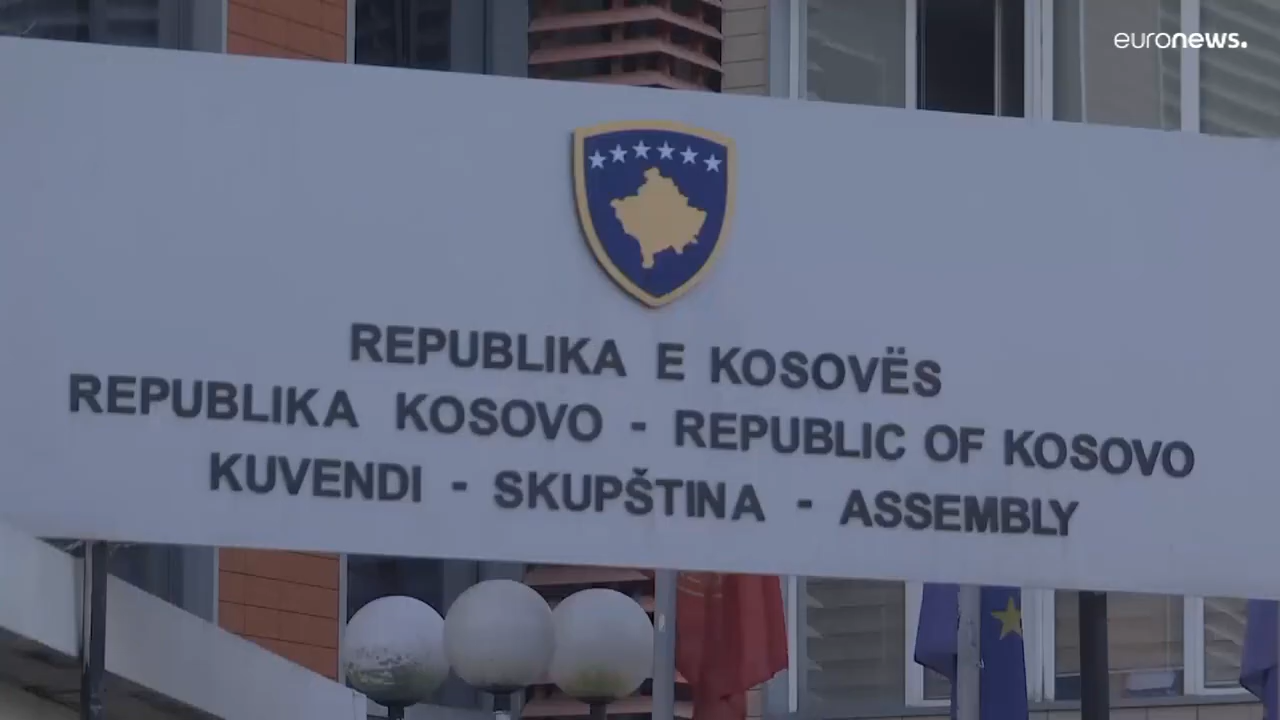 euronews.
REPUBLIKA E KOSOVËS
REPUBLIKA KOSOVO - REPUBLIC OF KOSOVO
KUVENDI - SKUPŠTINA - ASSEMBLY